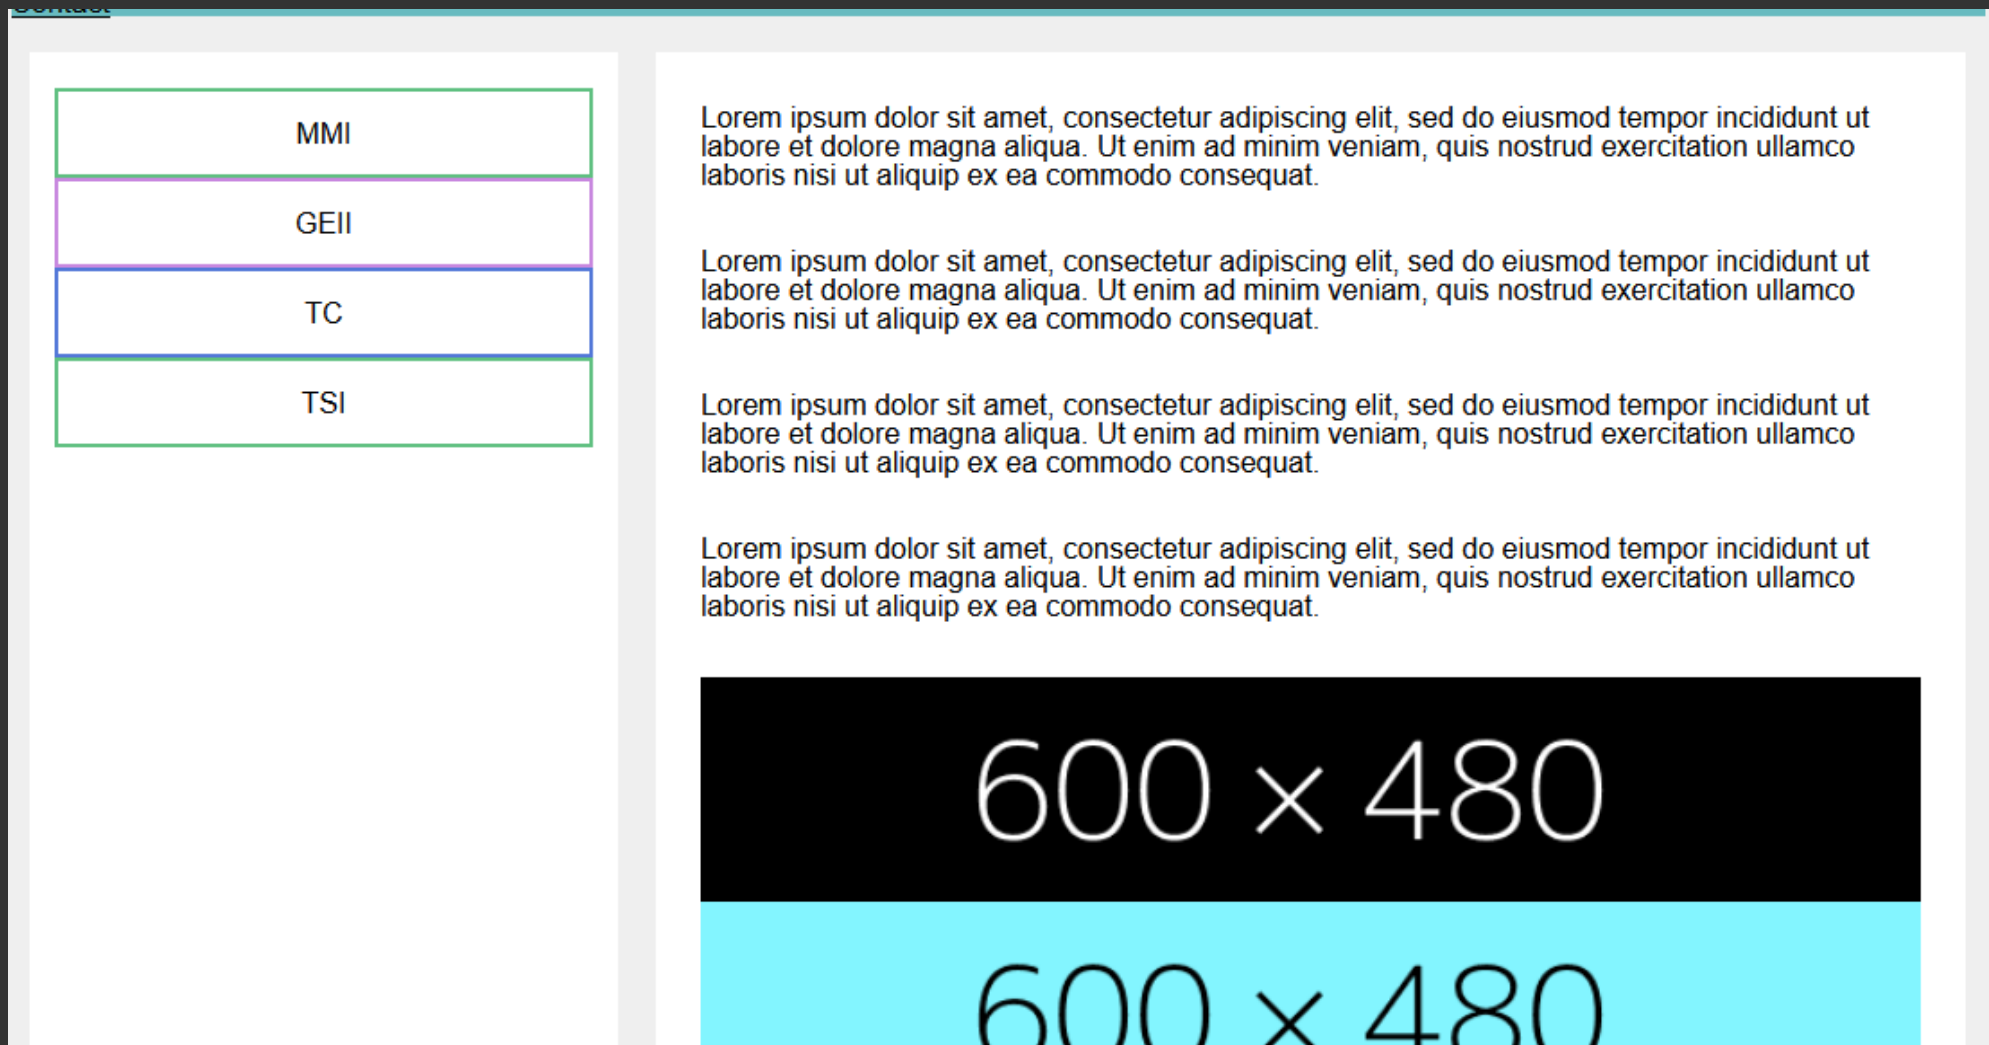 Contact
MMI
GEII
TC
TSI
Lorem ipsum dolor sit amet, consectetur adipiscing elit, sed do eiusmod tempor incididunt ut
labore et dolore magna aliqua. Ut enim ad minim veniam, quis nostrud exercitation ullamco
laboris nisi ut aliquip ex ea commodo consequat.
Lorem ipsum dolor sit amet, consectetur adipiscing elit, sed do eiusmod tempor incididunt ut
labore et dolore magna aliqua. Ut enim ad minim veniam, quis nostrud exercitation ullamco
laboris nisi ut aliquip ex ea commodo consequat.
Lorem ipsum dolor sit amet, consectetur adipiscing elit, sed do eiusmod tempor incididunt ut
labore et dolore magna aliqua. Ut enim ad minim veniam, quis nostrud exercitation ullamco
laboris nisi ut aliquip ex ea commodo consequat.
Lorem ipsum dolor sit amet, consectetur adipiscing elit, sed do eiusmod tempor incididunt ut
labore et dolore magna aliqua. Ut enim ad minim veniam, quis nostrud exercitation ullamco
laboris nisi ut aliquip ex ea commodo consequat.
600 × 480
600 × 480